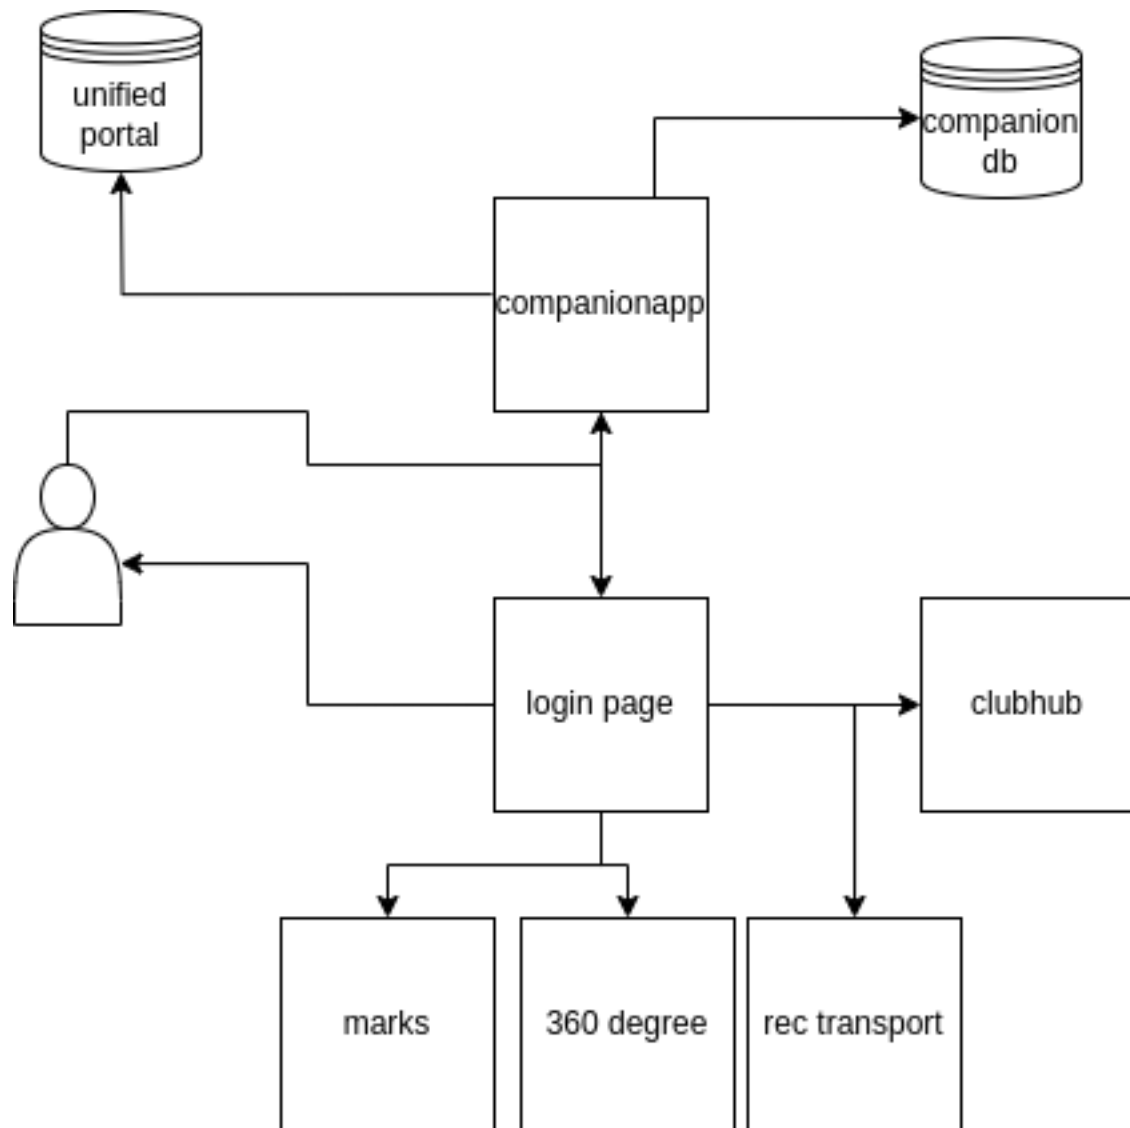 unified
portal
companion
db
companionapp
login page
clubhub
marks
360 degree
rec transport